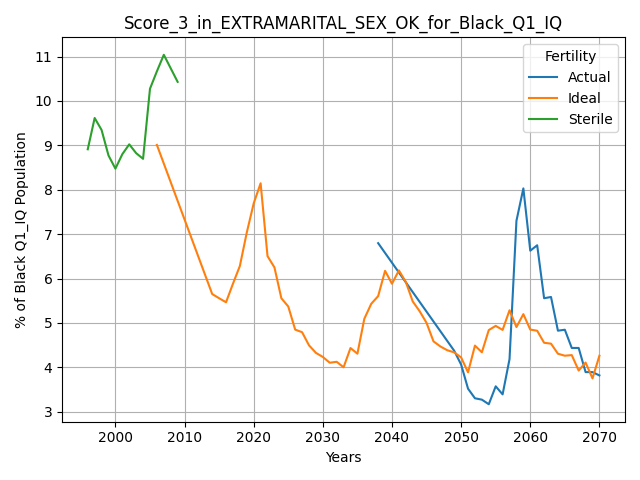 Score_3_in_EXTRAMARITAL_SEX_OK_for_Black_Q1_IQ
Fertility
Actual
Ideal
Sterile
% of Black Q1_IQ Population
11
10
9
8
7
6
5
4
3
2000
2010
2020
2030
2040
2050
2060
2070
Years